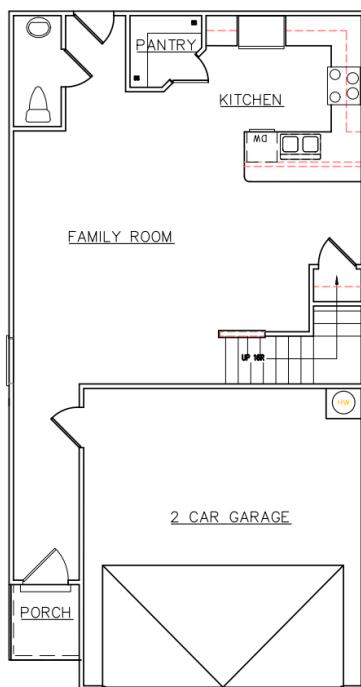 PANTRY
KITCHEN
DW
FAMILY ROOM
UP 16R
HW
2 CAR GARAGE
PORCH